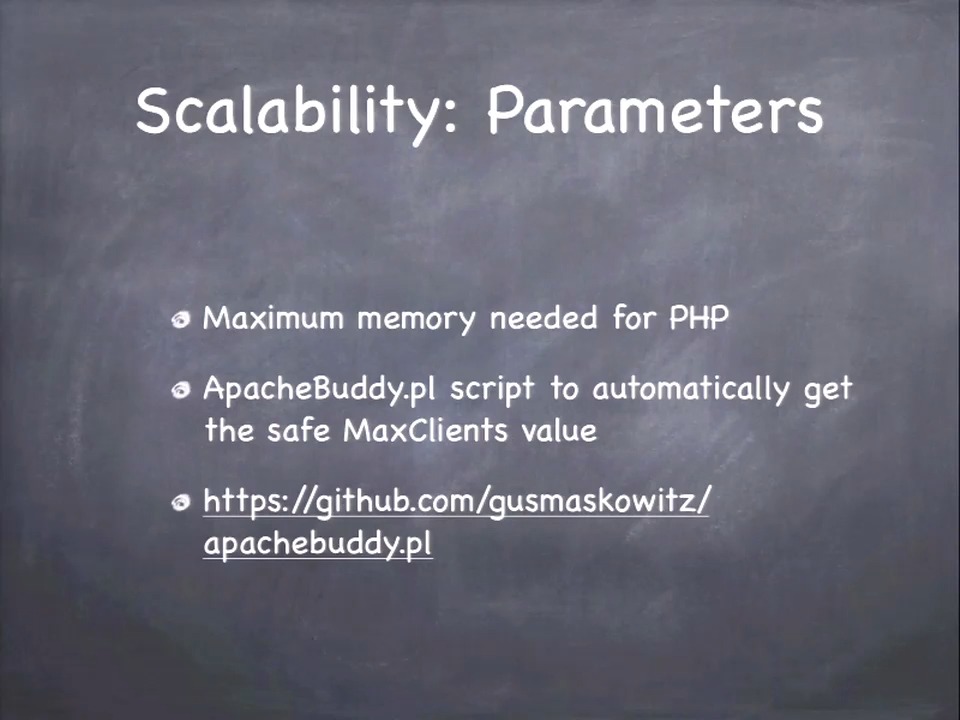 Scalability: Parameters
Maximum memory needed for PHP
ApacheBuddy.pl script to automatically get
the safe MaxClients value
https://github.com/gusmaskowitz/
apachebuddy.pl